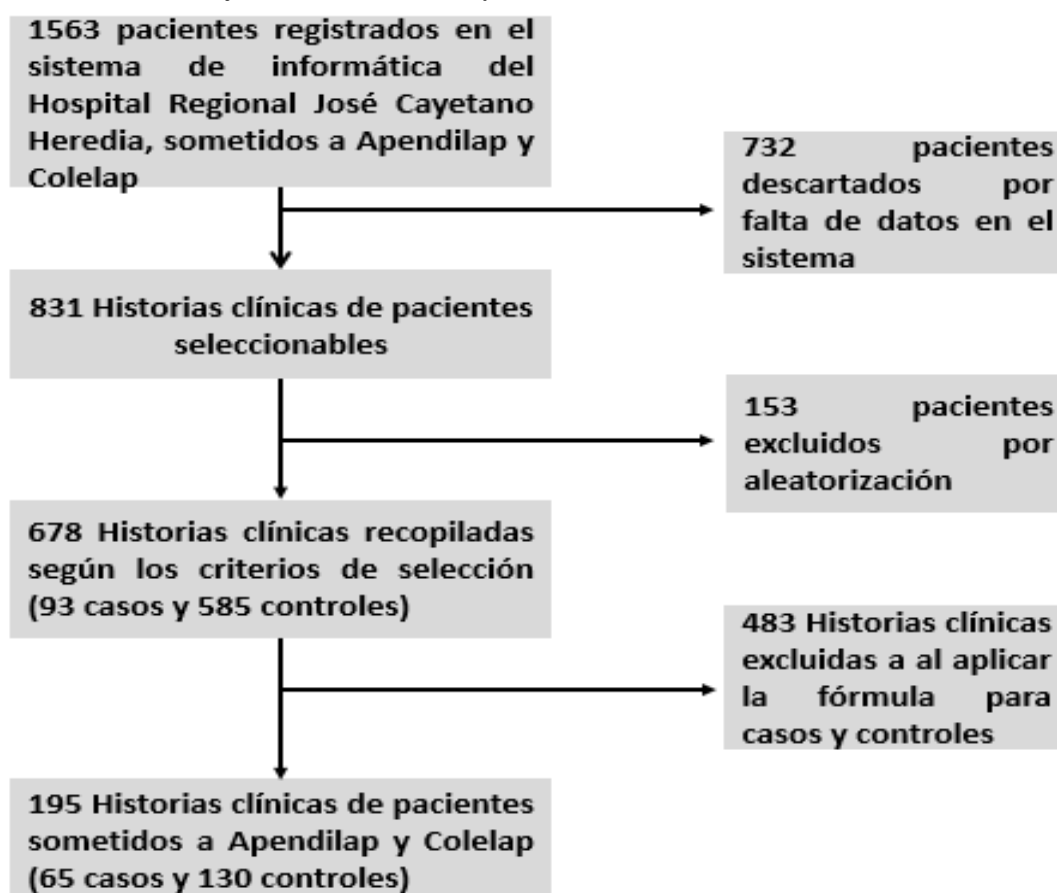 1563 pacientes registrados en el
sistema de informática del
Hospital Regional José Cayetano
Heredia, sometidos a Apendilap y
Colelap
732 pacientes
descartados por
falta de datos en el
sistema
831 Historias clínicas de pacientes
seleccionables
153 pacientes
excluidos por
aleatorización
678 Historias clínicas recopiladas
según los criterios de selección
(93 casos y 585 controles)
483 Historias clínicas
excluidas a al aplicar
la fórmula para
casos y controles
195 Historias clínicas de pacientes
sometidos a Apendilap y Colelap
(65 casos y 130 controles)